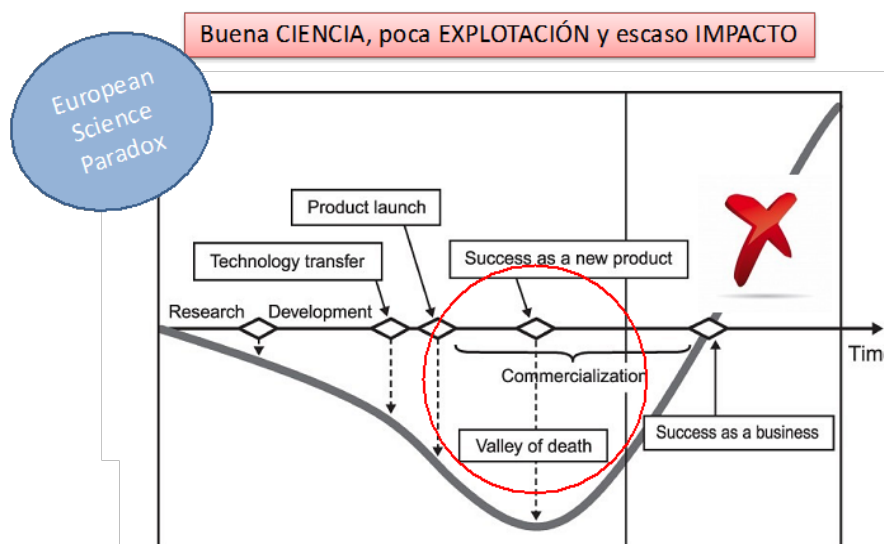 Buena CIENCIA, poca EXPLOTACIÓN y escaso IMPACTO
European
Science
Paradox
Product launch
Technology transfer
Success as a new product
Research
Development
Time
Commercialization
Valley of death
Success as a business